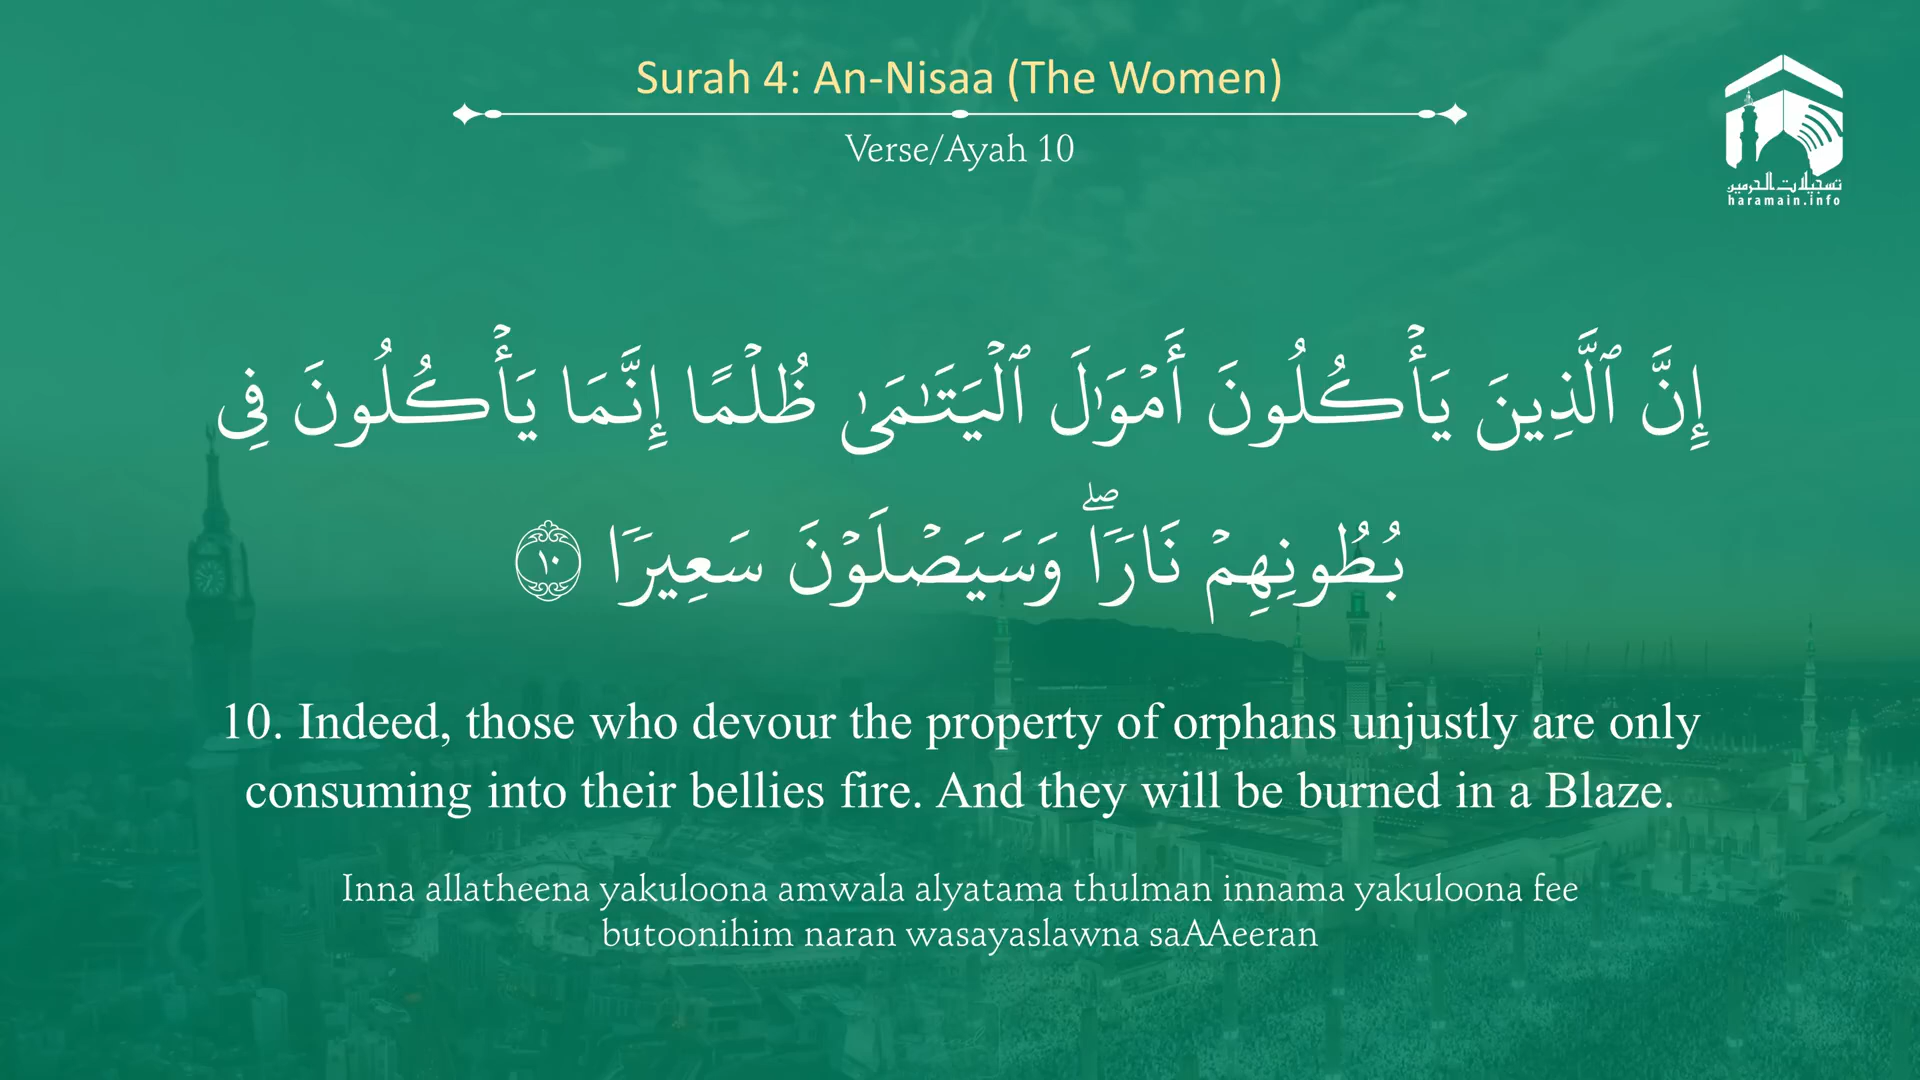 Surah 4: An-Nisaa (The Women)
Verse/Ayah 10
تسجيلات الحرمين
haramain.info
إِنَّ ٱلَّذِينَ يَأۡكُلُونَ أَمۡوَٰلَ ٱلۡيَتَٰمَىٰ ظُلۡمًا إِنَّمَا يَأۡكُلُونَ فِي
بُطُونِهِمۡ نَارٗاۖ وَسَيَصۡلَوۡنَ سَعِيرٗا ١٠
10. Indeed, those who devour the property of orphans unjustly are only
consuming into their bellies fire. And they will be burned in a Blaze.
Inna allatheena yakuloona amwala alyatama thulman innama yakuloona fee
butoonihim naran wasayaslawna saAAeeran